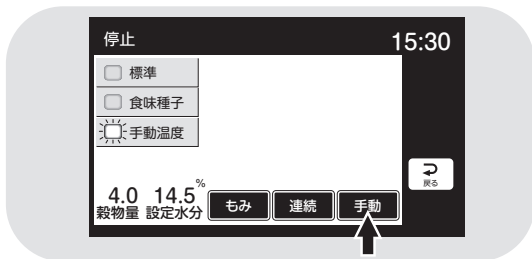 停止 15:30
標準
食味種子
手動温度
戻る
4.0 14.5%
穀物量 設定水分 もみ 連続 手動